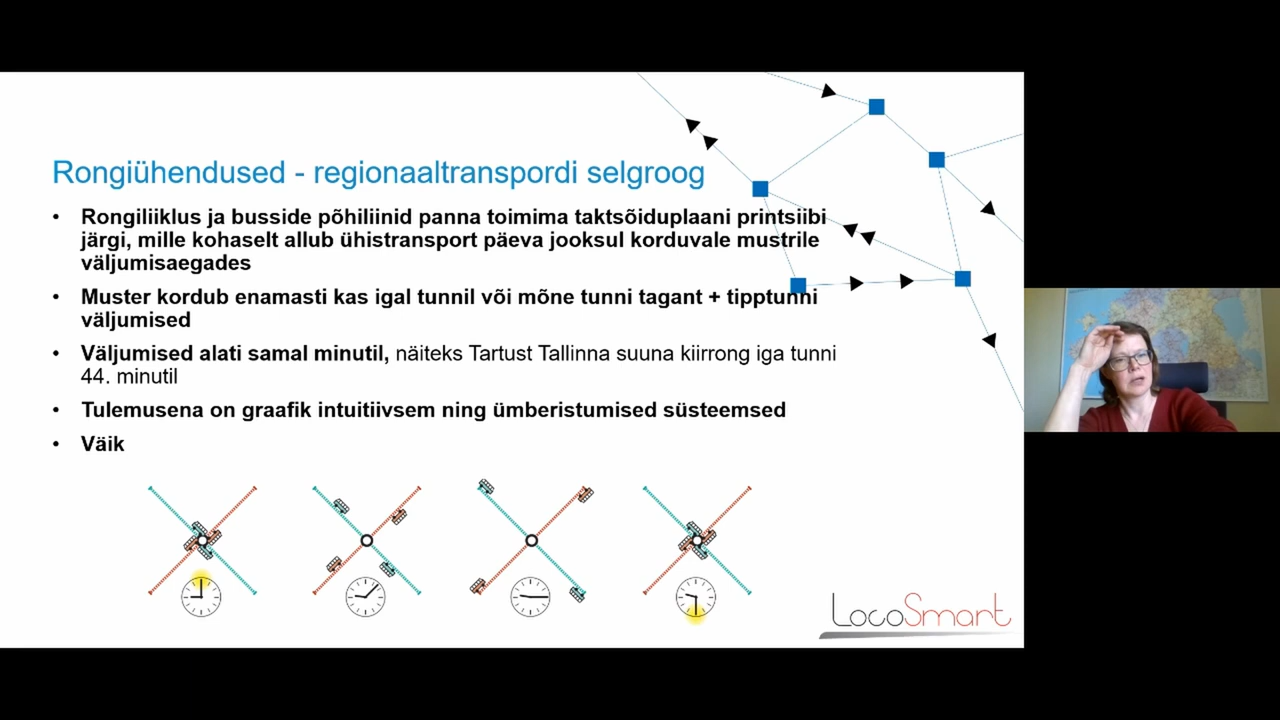 Rongiühendused - regionaaltranspordi selgroog
• Rongiliiklus ja busside põhiliinid panna toimima taktsõiduplaani printsiibi
järgi, mille kohaselt allub ühistransport päeva jooksul korduvale mustrile
väljumisaegades
• Muster kordub enamasti kas igal tunnil või mõne tunni tagant + tipptunni
väljumised
• Väljumised alati samal minutil, näiteks Tartust Tallinna suuna kiirrong iga tunni
44. minutil
• Tulemusena on graafik intuitiivsem ning ümberistumised süsteemsed
• Väik
LocoSmart